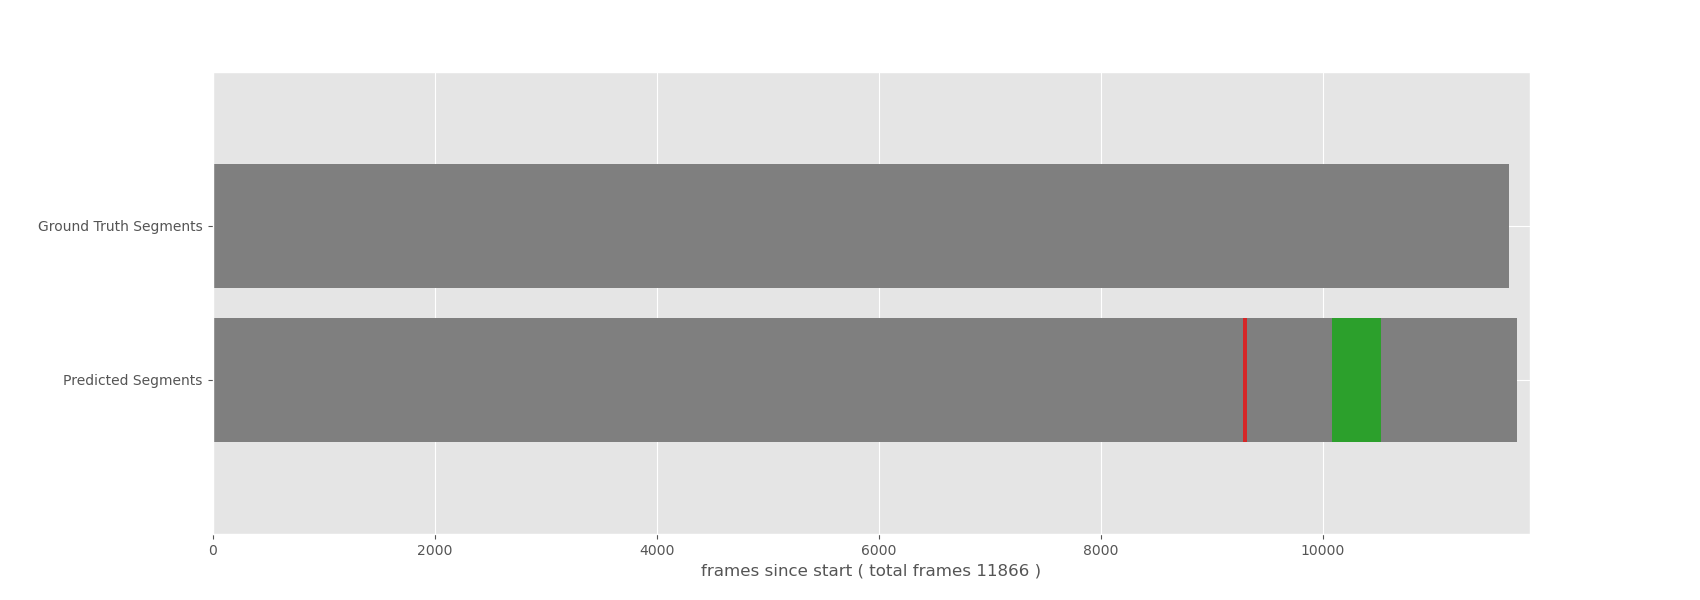 Ground Truth Segments
Predicted Segments
0 2000 4000 6000 8000 10000
frames since start ( total frames 11866 )